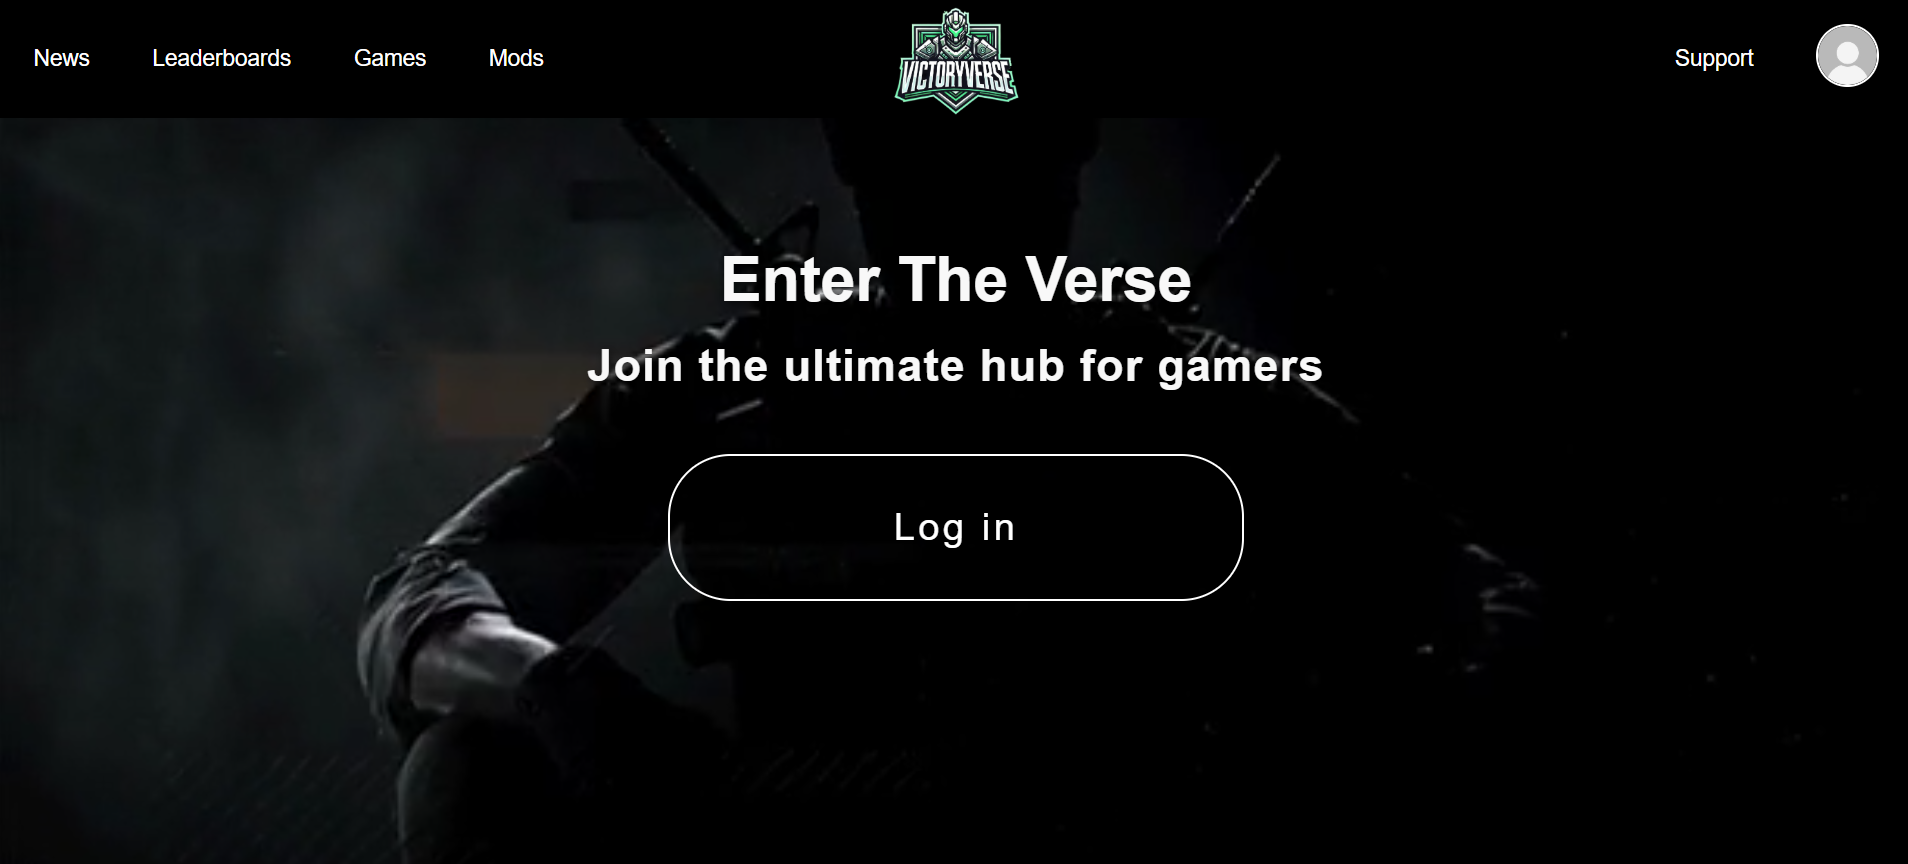 News Leaderboards Games Mods VICTORYVERSE Support
Enter The Verse
Join the ultimate hub for gamers
Log in